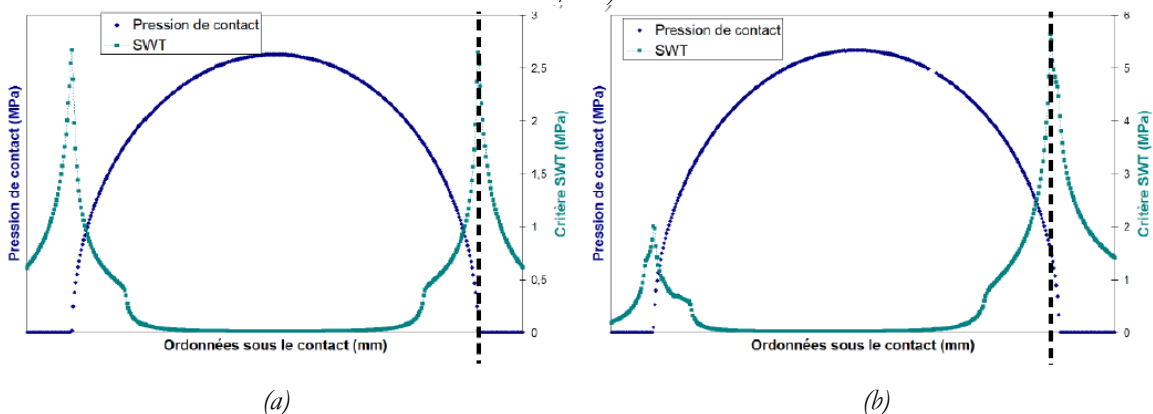 Pression de contact
SWT
Pression de contact (MPa)
3
2,5
2
1,5
1
0,5
0
Critère SWT (MPa)
Ordonnées sous le contact (mm)
(a)
Pression de contact
SWT
Pression de contact (MPa)
6
5
4
3
2
1
0
Critère SWT (MPa)
Ordonnées sous le contact (mm)
(b)